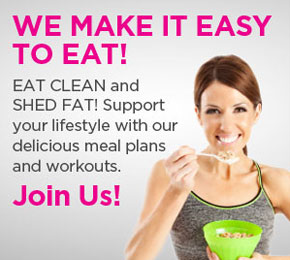 WE MAKE IT EASY
TO EAT!
EAT CLEAN and
SHED FAT! Support
your lifestyle with our
delicious meal plans
and workouts.
Join Us!